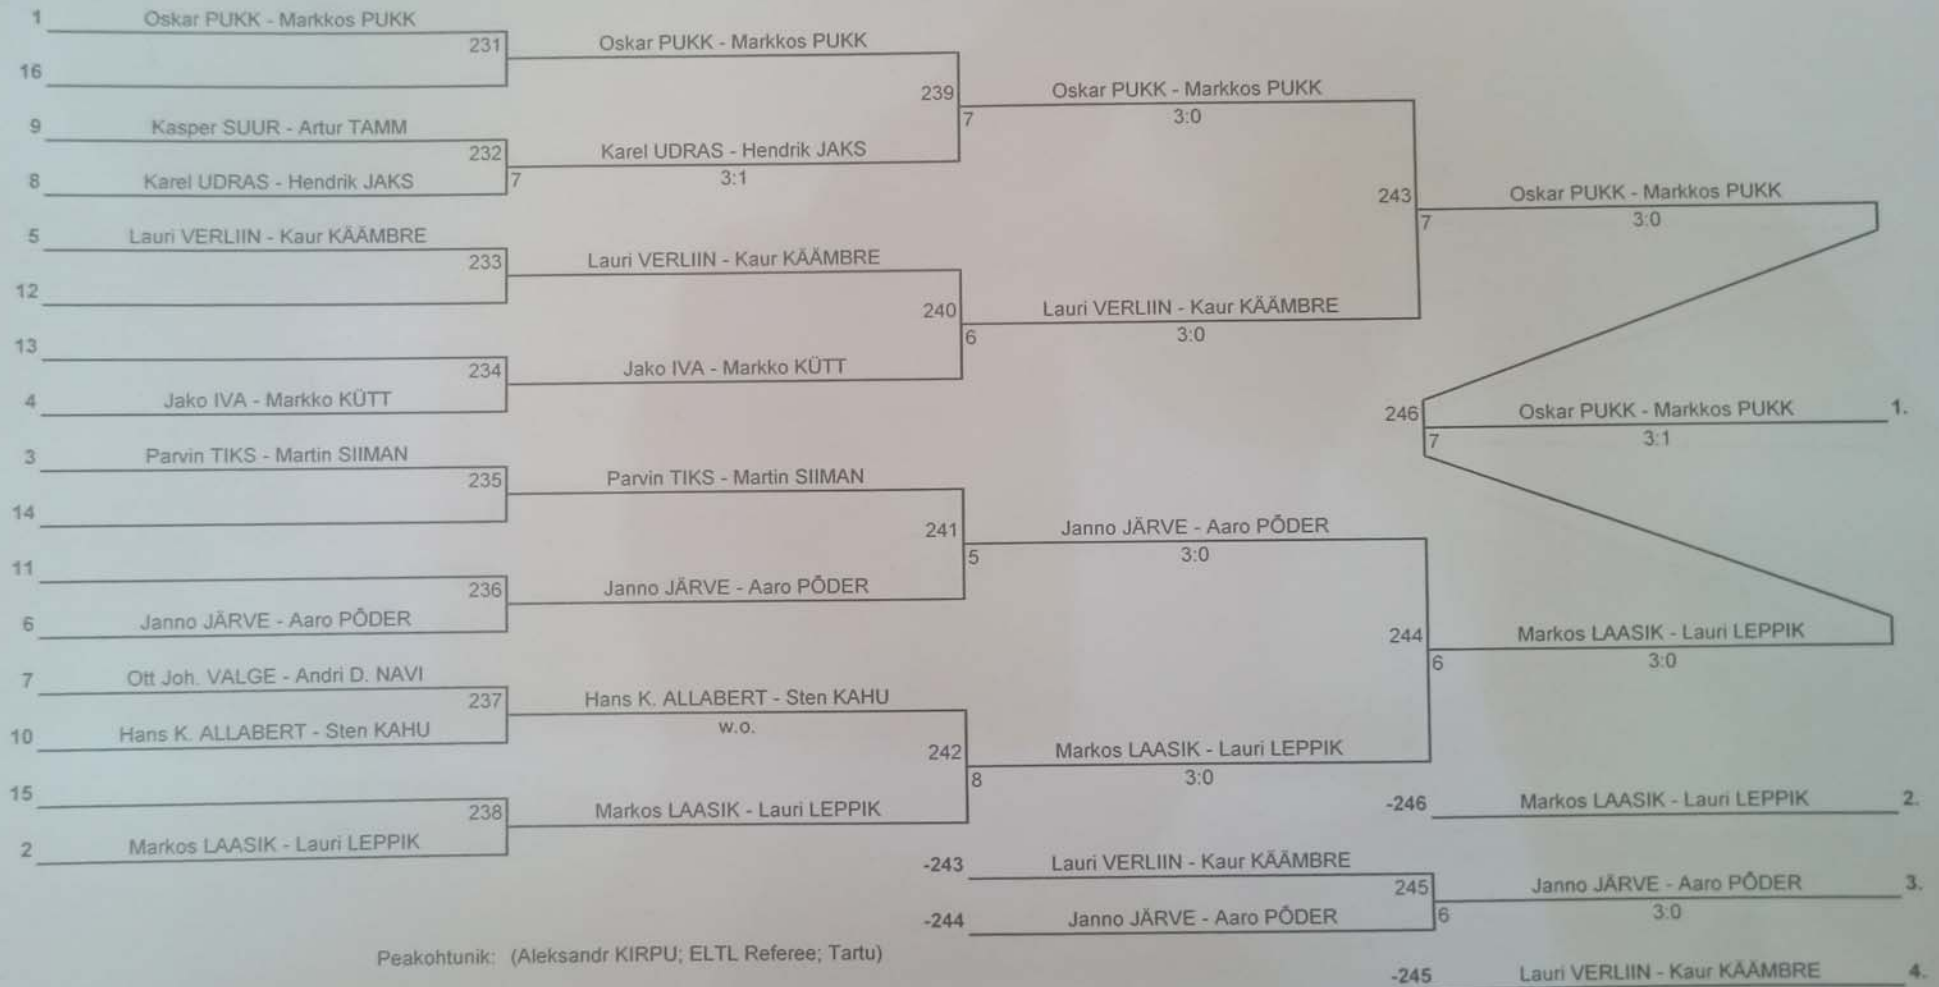 1 Oskar PUKK - Markkos PUKK
231 Oskar PUKK - Markkos PUKK
16
239 Oskar PUKK - Markkos PUKK
7 3:0
9 Kasper SUUR - Artur TAMM
232 Karel UDRAS - Hendrik JAKS
8 Karel UDRAS - Hendrik JAKS
7 3:1
243 Oskar PUKK - Markkos PUKK
7 3:0
5 Lauri VERLIIN - Kaur KÄÄMBRE
233 Lauri VERLIIN - Kaur KÄÄMBRE
12
240 Lauri VERLIIN - Kaur KÄÄMBRE
6 3:0
13
234 Jako IVA - Markko KÜTT
4 Jako IVA - Markko KÜTT
246 Oskar PUKK - Markkos PUKK 1.
7 3:1
3 Parvin TIKS - Martin SIIMAN
235 Parvin TIKS - Martin SIIMAN
14
241 Janno JÄRVE - Aaro PÕDER
5 3:0
11
236 Janno JÄRVE - Aaro PÕDER
6 Janno JÄRVE - Aaro PÕDER
244 Markos LAASIK - Lauri LEPPIK
6 3:0
7 Ott Joh. VALGE - Andri D. NAVI
237 Hans K. ALLABERT - Sten KAHU
w.o.
10 Hans K. ALLABERT - Sten KAHU
242 Markos LAASIK - Lauri LEPPIK
8 3:0
15
238 Markos LAASIK - Lauri LEPPIK
2 Markos LAASIK - Lauri LEPPIK
-246 Markos LAASIK - Lauri LEPPIK 2.
-243 Lauri VERLIIN - Kaur KÄÄMBRE
245 Janno JÄRVE - Aaro PÕDER 3.
6 3:0
-244 Janno JÄRVE - Aaro PÕDER
Peakohtunik: (Aleksandr KIRPU; ELTL Referee; Tartu)
-245 Lauri VERLIIN - Kaur KÄÄMBRE 4.